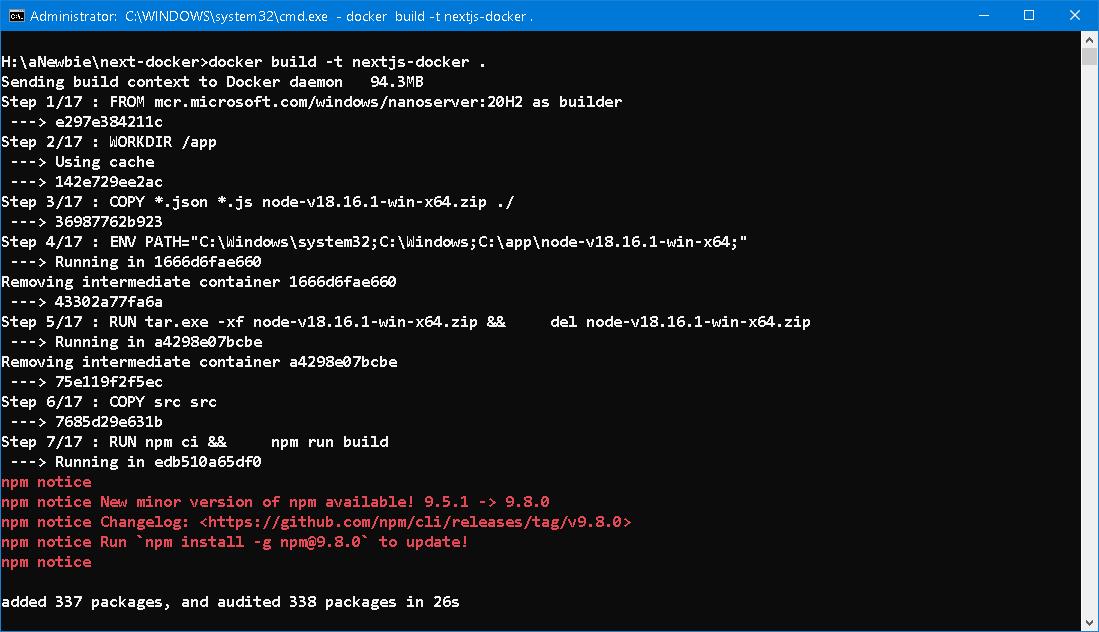 Administrator: C:\WINDOWS\system32\cmd.exe - docker build -t nextjs-docker .
H:\aNewbie\next-docker>docker build -t nextjs-docker .
Sending build context to Docker daemon   94.3MB
Step 1/17 : FROM mcr.microsoft.com/windows/nanoserver:20H2 as builder
 ---> e297e384211c
Step 2/17 : WORKDIR /app
 ---> Using cache
 ---> 142e729ee2ac
Step 3/17 : COPY *.json *.js node-v18.16.1-win-x64.zip ./
 ---> 36987762b923
Step 4/17 : ENV PATH="C:\Windows\system32;C:\Windows;C:\app\node-v18.16.1-win-x64;"
 ---> Running in 1666d6fae660
Removing intermediate container 1666d6fae660
 ---> 43302a77fa6a
Step 5/17 : RUN tar.exe -xf node-v18.16.1-win-x64.zip &&     del node-v18.16.1-win-x64.zip
 ---> Running in a4298e07bcbe
Removing intermediate container a4298e07bcbe
 ---> 75e119f2f5ec
Step 6/17 : COPY src src
 ---> 7685d29e631b
Step 7/17 : RUN npm ci &&     npm run build
 ---> Running in edb510a65df0
npm notice
npm notice New minor version of npm available! 9.5.1 -> 9.8.0
npm notice Changelog: <https://github.com/npm/cli/releases/tag/v9.8.0>
npm notice Run `npm install -g npm@9.8.0` to update!
npm notice
added 337 packages, and audited 338 packages in 26s